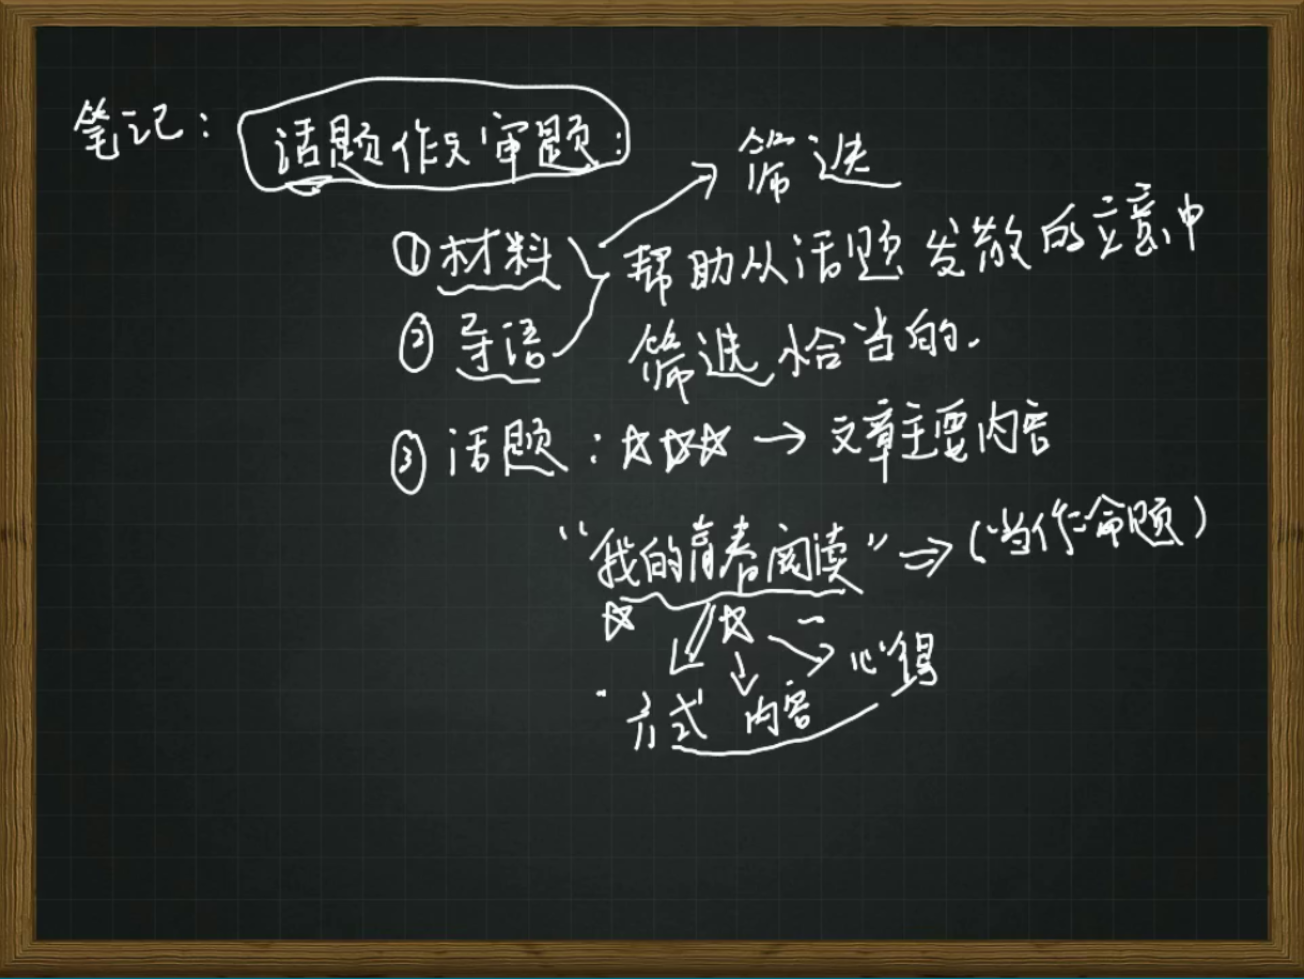 笔记：话题作文审题：
筛选
①材料
帮助从话题发散的立意中
②导语
筛选恰当的.
③话题：☆☆☆→文章主要内容
“我的青春阅读”⇒(当作命题)
☆ ☆
心得
方式 内容